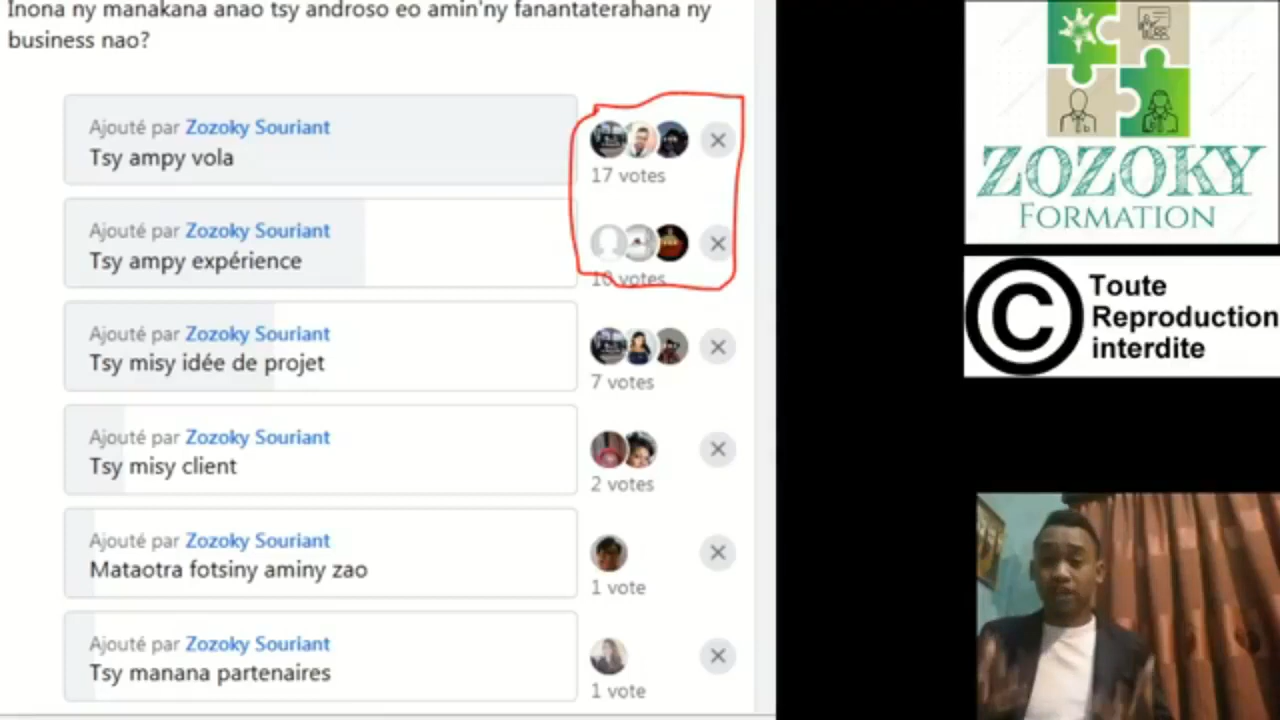 Inona ny manakana anao tsy androso eo amin'ny fanantaterahana ny
business nao?
Ajouté par Zozoky Souriant
Tsy ampy vola
17 votes
Ajouté par Zozoky Souriant
Tsy ampy expérience
10 votes
Ajouté par Zozoky Souriant
Tsy misy idée de projet
7 votes
Ajouté par Zozoky Souriant
Tsy misy client
2 votes
Ajouté par Zozoky Souriant
Mataotra fotsiny aminy zao
1 vote
Ajouté par Zozoky Souriant
Tsy manana partenaires
1 vote
ZOZOKY
FORMATION
C
Toute
Reproduction
interdite